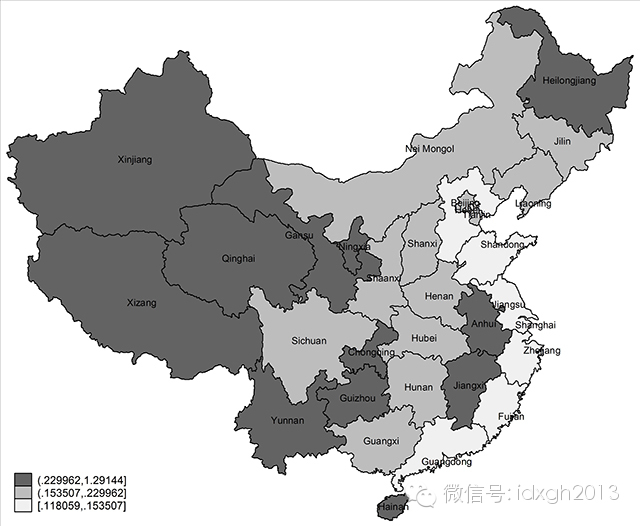 Heilongjiang
Jilin
Xinjiang
Nei Mongol
Liaoning
Beijing
Tianjin
Gansu
Ningxia
Qinghai
Shanxi
Shandong
Shaanxi
Xizang
Henan
Jiangsu
Anhui
Shanghai
Sichuan
Hubei
Chongqing
Zhejiang
Hunan
Jiangxi
Guizhou
Yunnan
Fujian
Guangxi
Guangdong
Hainan
(.229962,1.29144]
(.153507,.229962]
[.118059,.153507]
微信号: idxgh2013